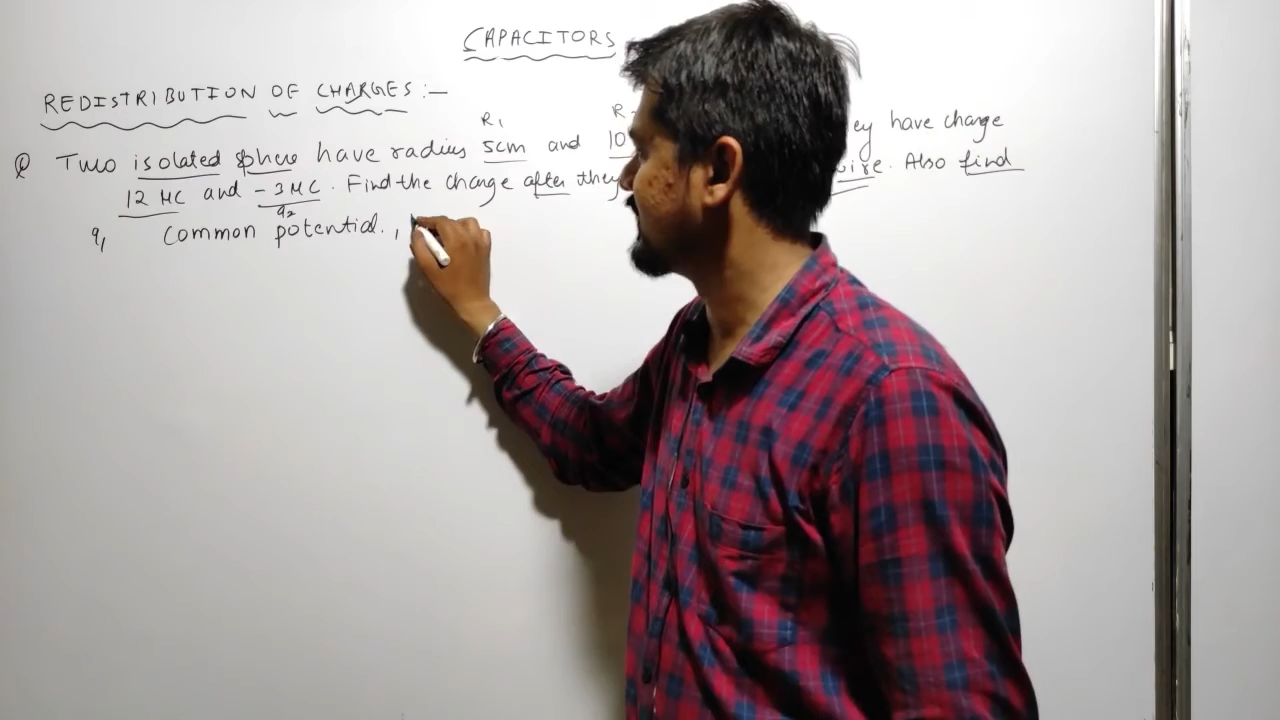 CAPACITORS
REDISTRIBUTION OF CHARGES :-
R1 R
Q Two isolated sphere have radius 5cm and 10 ey have charge
12 μC and -3 μC. Find the charge after they wire. Also find
q1 q2 common potential.,